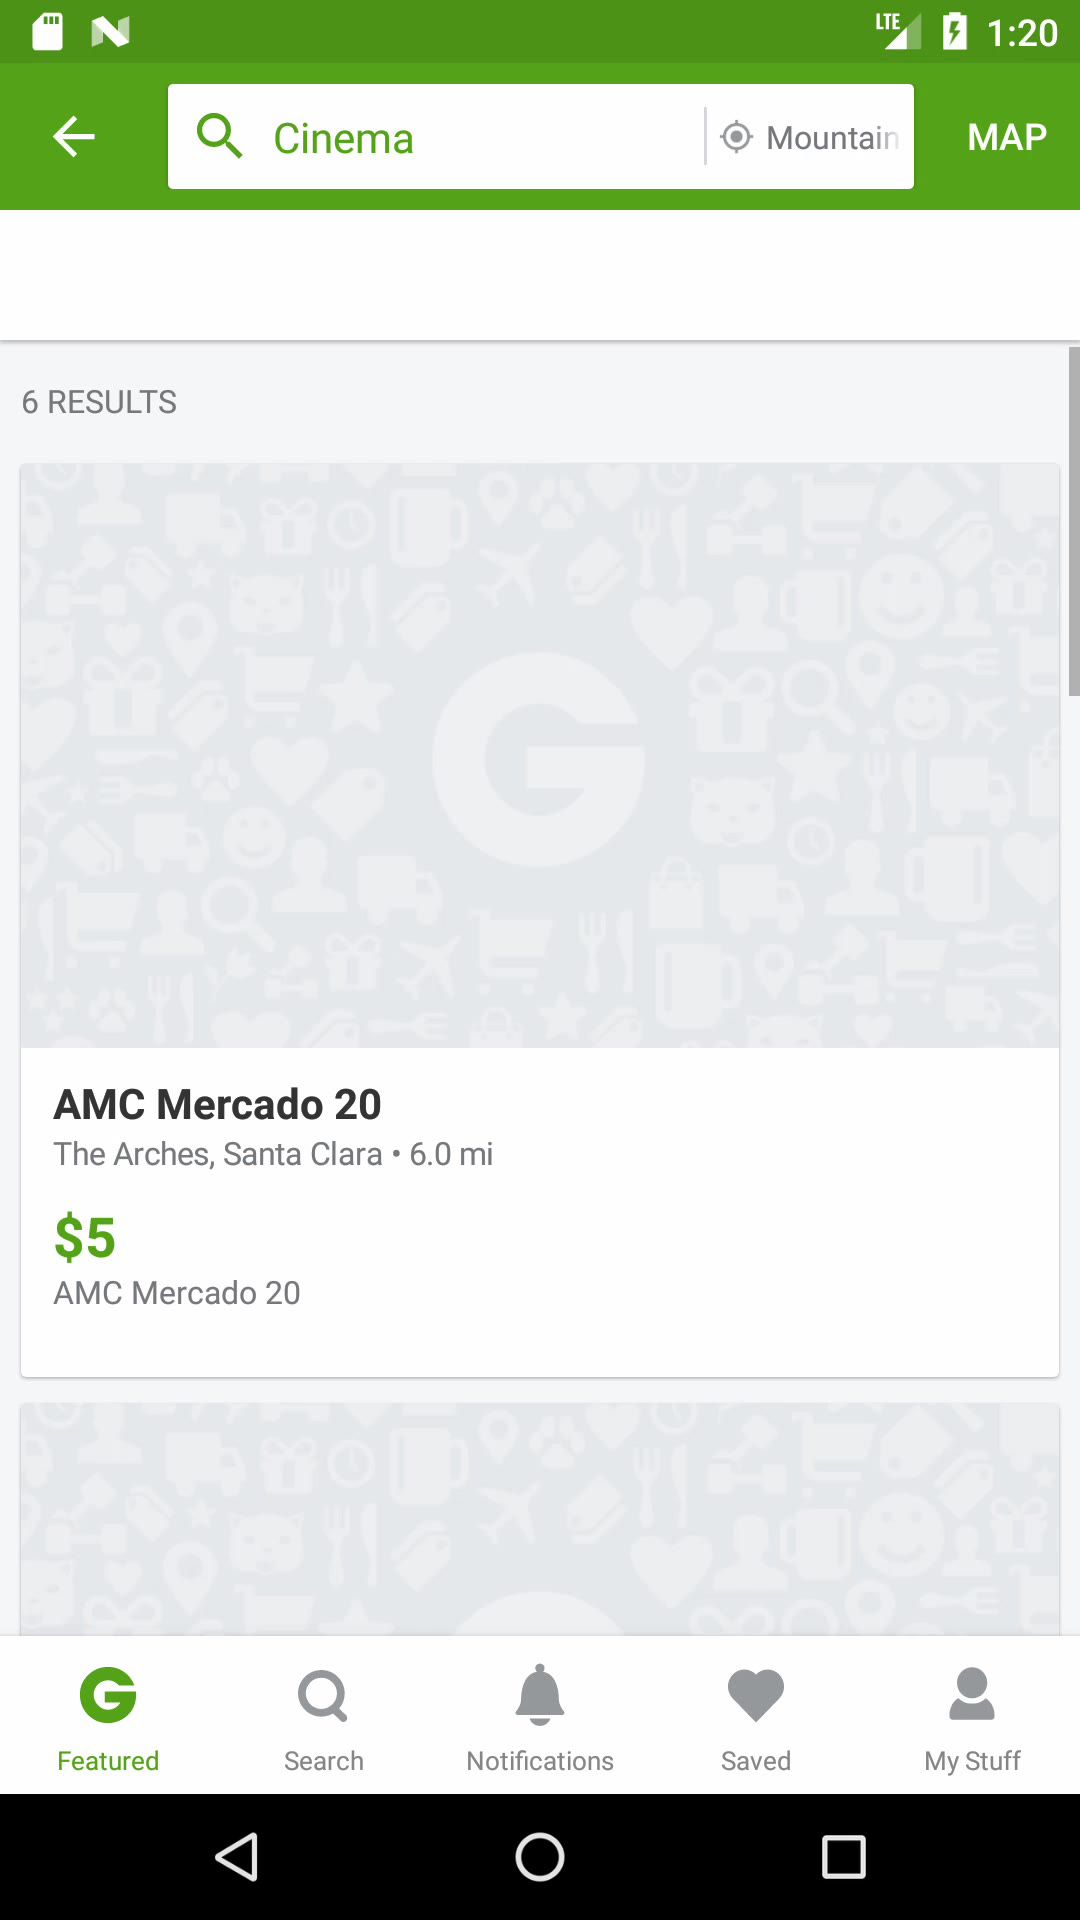 LTE 1:20
Cinema
Mountain
MAP
6 RESULTS
AMC Mercado 20
The Arches, Santa Clara • 6.0 mi
$5
AMC Mercado 20
Featured
Search
Notifications
Saved
My Stuff